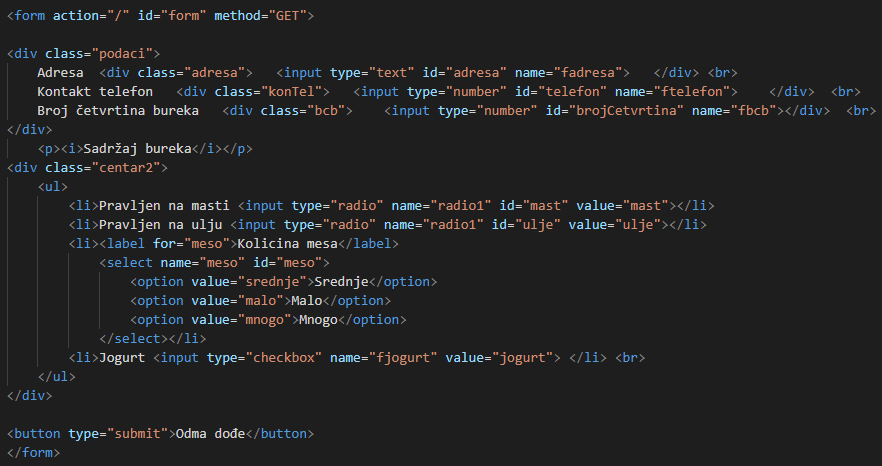 <form action="/" id="form" method="GET">
<div class="podaci">
Adresa <div class="adresa"> <input type="text" id="adresa" name="fadresa"> </div> <br>
Kontakt telefon <div class="konTel"> <input type="number" id="telefon" name="ftelefon"> </div> <br>
Broj četvrtina bureka <div class="bcb"> <input type="number" id="brojCetvrtina" name="fbcb"></div> <br>
</div>
<p><i>Sadržaj bureka</i></p>
<div class="centar2">
<ul>
<li>Pravljen na masti <input type="radio" name="radio1" id="mast" value="mast"></li>
<li>Pravljen na ulju <input type="radio" name="radio1" id="ulje" value="ulje"></li>
<li><label for="meso">Kolicina mesa</label>
<select name="meso" id="meso">
<option value="srednje">Srednje</option>
<option value="malo">Malo</option>
<option value="mnogo">Mnogo</option>
</select></li>
<li>Jogurt <input type="checkbox" name="fjogurt" value="jogurt"> </li> <br>
</ul>
</div>
<button type="submit">Odma dođe</button>
</form>